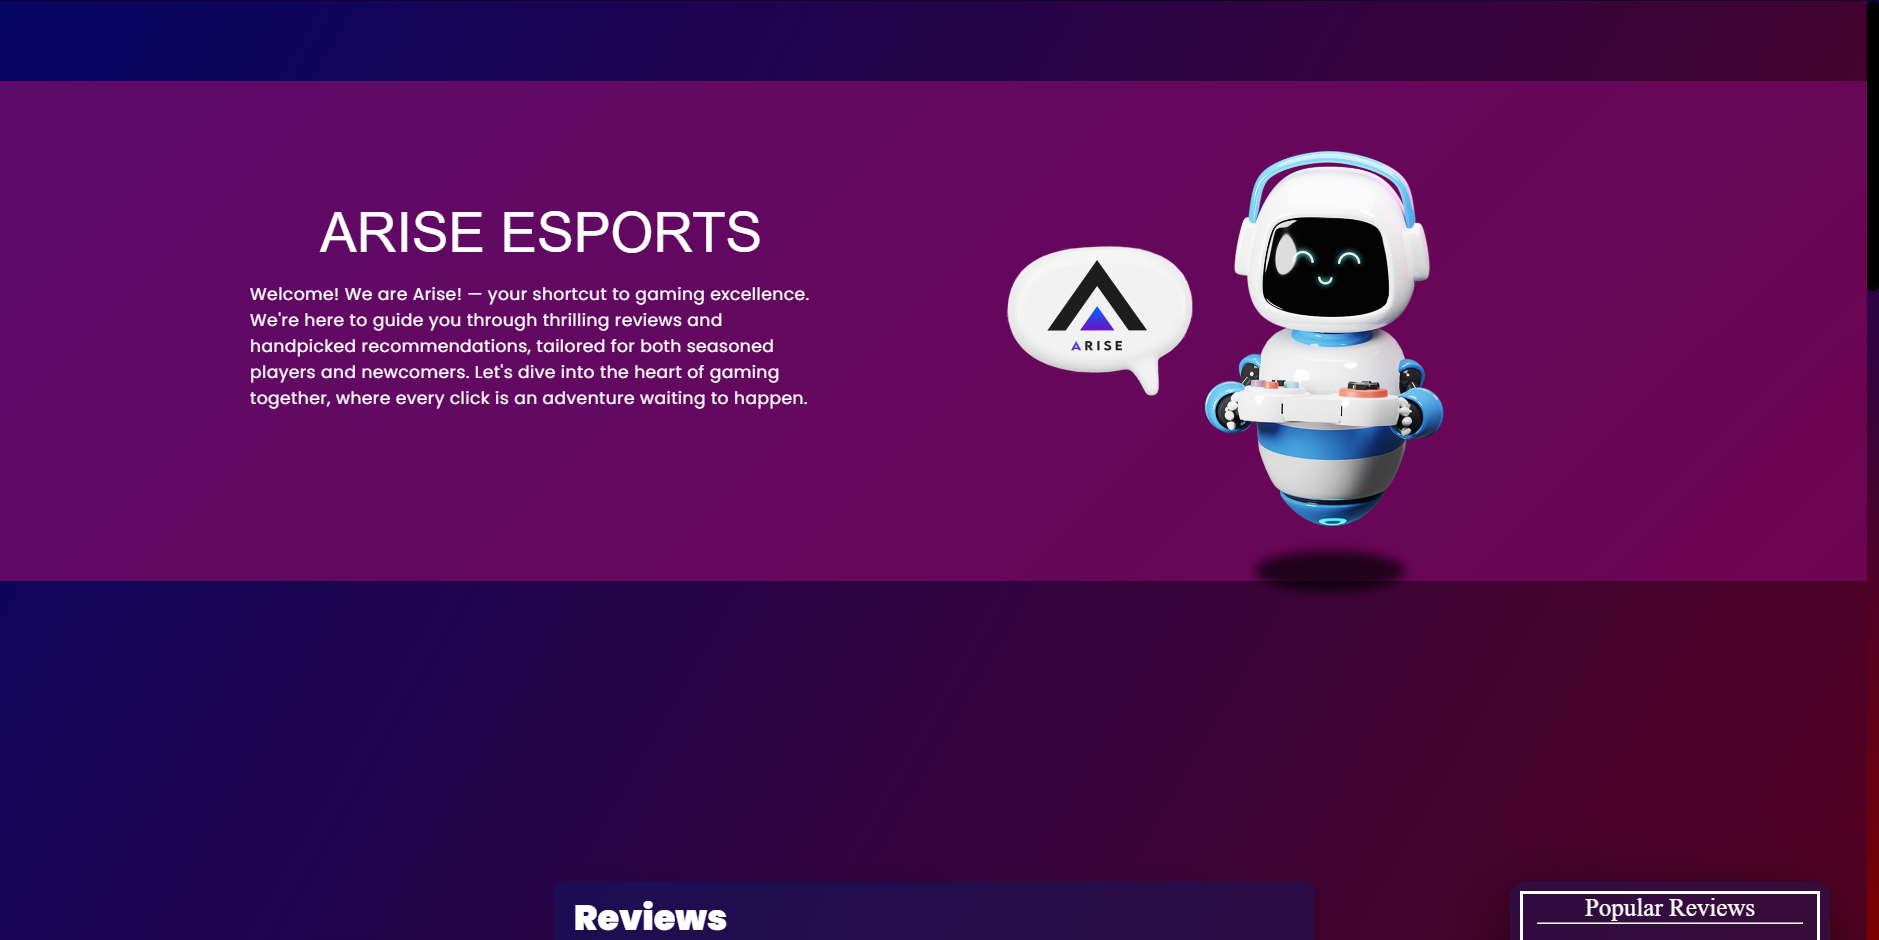 ARISE ESPORTS
Welcome! We are Arise! — your shortcut to gaming excellence.
We're here to guide you through thrilling reviews and
handpicked recommendations, tailored for both seasoned
players and newcomers. Let's dive into the heart of gaming
together, where every click is an adventure waiting to happen.
ARISE
Reviews
Popular Reviews